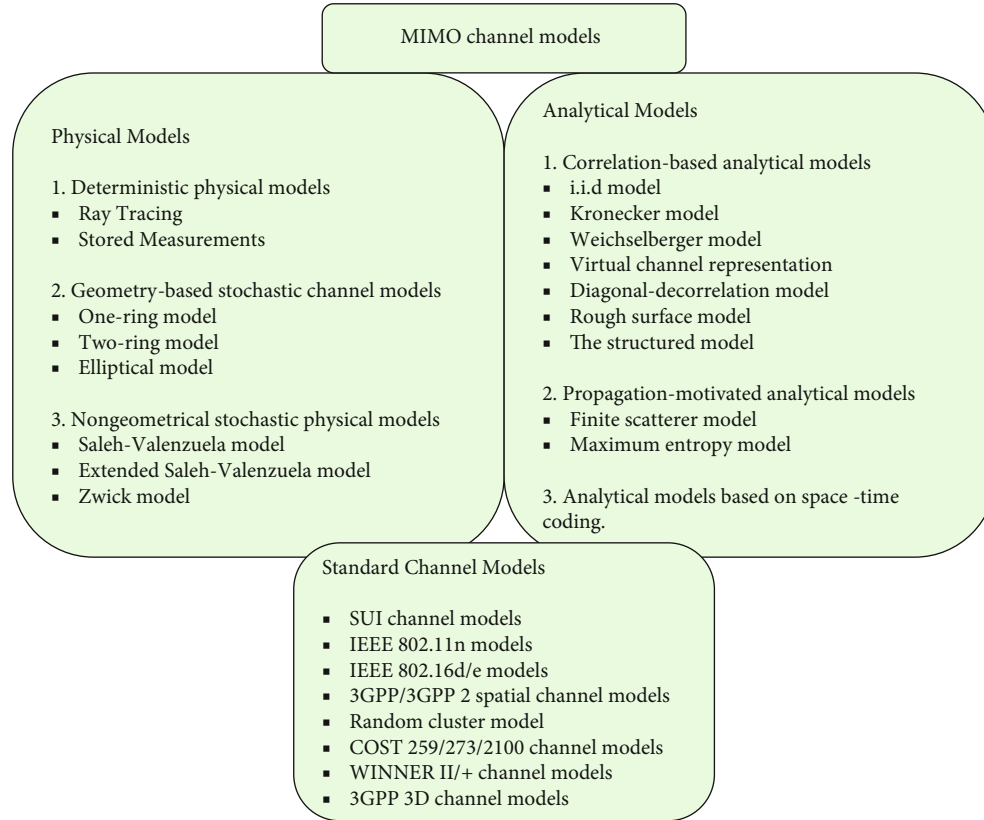 MIMO channel models
Physical Models
1. Deterministic physical models
▪ Ray Tracing
▪ Stored Measurements
2. Geometry-based stochastic channel models
▪ One-ring model
▪ Two-ring model
▪ Elliptical model
3. Nongeometrical stochastic physical models
▪ Saleh-Valenzuela model
▪ Extended Saleh-Valenzuela model
▪ Zwick model
Analytical Models
1. Correlation-based analytical models
▪ i.i.d model
▪ Kronecker model
▪ Weichselberger model
▪ Virtual channel representation
▪ Diagonal-decorrelation model
▪ Rough surface model
▪ The structured model
2. Propagation-motivated analytical models
▪ Finite scatterer model
▪ Maximum entropy model
3. Analytical models based on space -time
coding.
Standard Channel Models
▪ SUI channel models
▪ IEEE 802.11n models
▪ IEEE 802.16d/e models
▪ 3GPP/3GPP 2 spatial channel models
▪ Random cluster model
▪ COST 259/273/2100 channel models
▪ WINNER II/+ channel models
▪ 3GPP 3D channel models